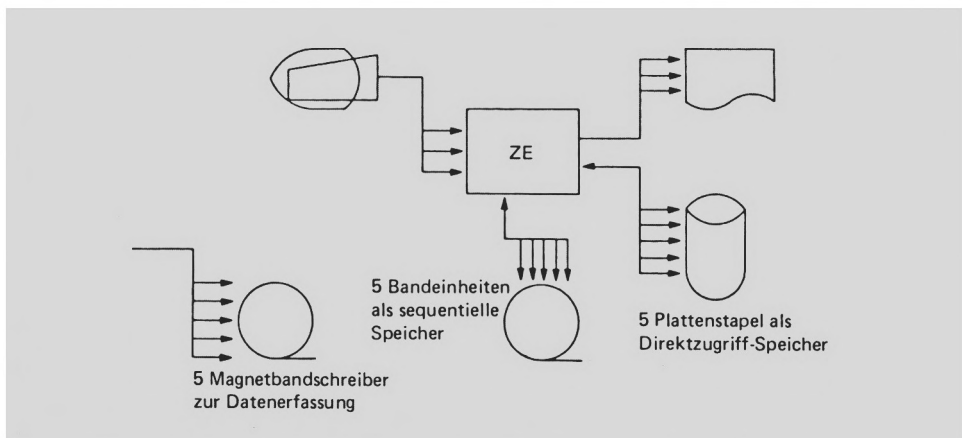 ZE
5 Bandeinheiten
als sequentielle
Speicher
5 Plattenstapel als
Direktzugriff-Speicher
5 Magnetbandschreiber
zur Datenerfassung